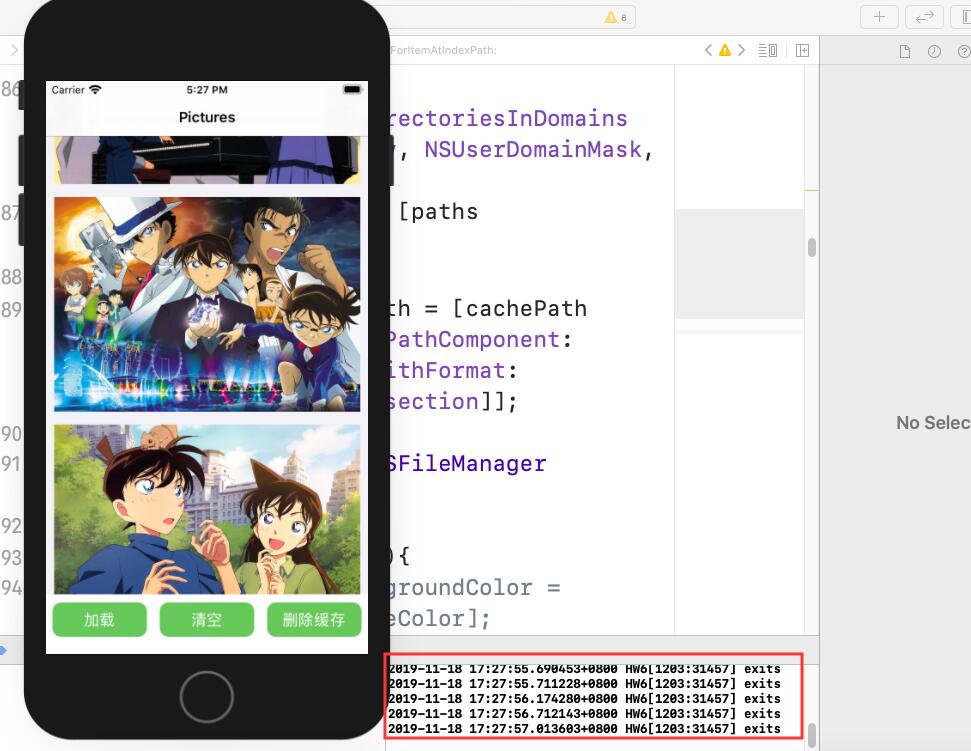 8
ForItemAtIndexPath:
Carrier
5:27 PM
Pictures
86
rectoriesInDomains
, NSUserDomainMask,
87
[paths
88
89
th = [cachePath
PathComponent:
ithFormat:
section]];
No Selec
90
91
SFileManager
92
93
){
94
groundColor =
eColor];
加载
清空
删除缓存
2019-11-18 17:27:55.690453+0800 HW6[1203:31457] exits
2019-11-18 17:27:55.711228+0800 HW6[1203:31457] exits
2019-11-18 17:27:56.174280+0800 HW6[1203:31457] exits
2019-11-18 17:27:56.712143+0800 HW6[1203:31457] exits
2019-11-18 17:27:57.013603+0800 HW6[1203:31457] exits